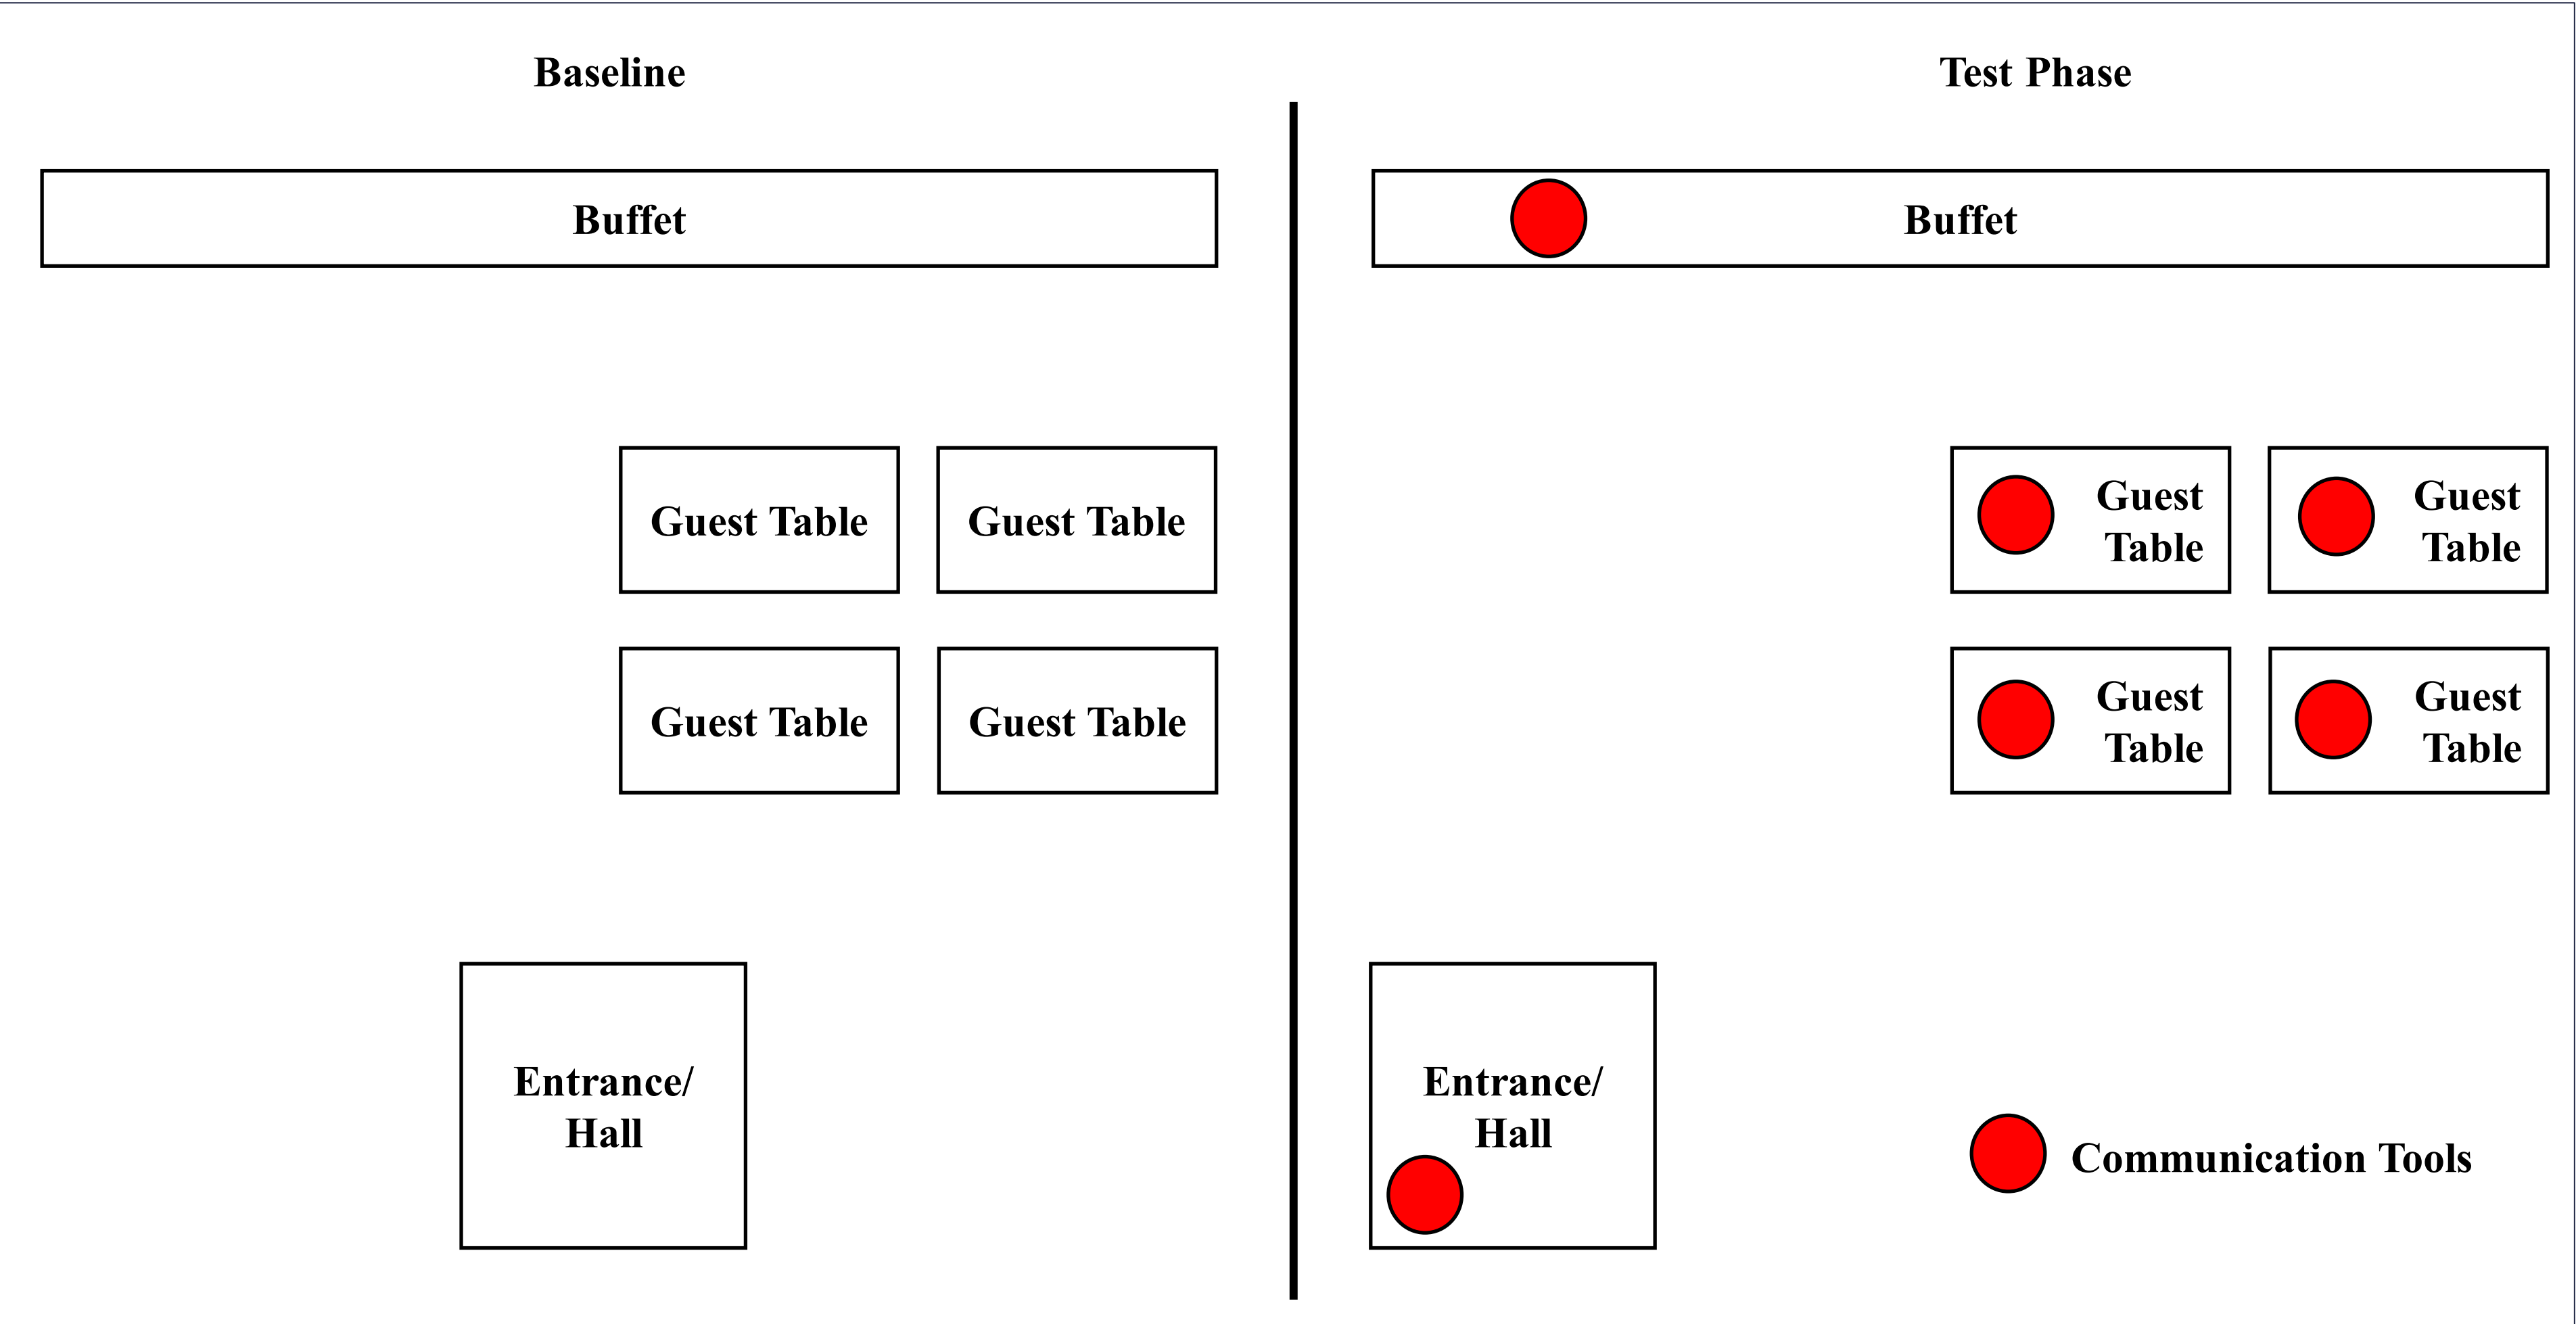 Baseline
Buffet
Guest Table
Guest Table
Guest Table
Guest Table
Entrance/
Hall
Test Phase
Buffet
Guest
Table
Guest
Table
Guest
Table
Guest
Table
Entrance/
Hall
Communication Tools